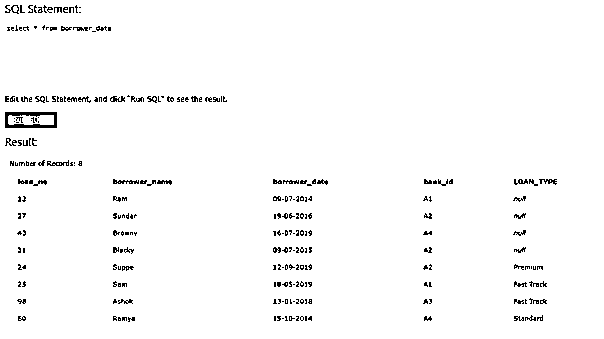 SQL Statement:
select * from borrower_date
Edit the SQL Statement, and click "Run SQL" to see the result.
Result:
Number of Records: 8
loan_no borrower_name borrower_date bank_id LOAN_TYPE
12 Ram 09-07-2014 A1 null
27 Sundar 19-06-2016 A2 null
43 Browny 16-07-2019 A4 null
31 Blacky 09-07-2015 A2 null
24 Suppe 12-09-2019 A2 Premium
25 Sam 18-05-2019 A1 Fast Track
98 Ashok 13-01-2018 A3 Fast Track
60 Ramya 15-10-2014 A4 Standard